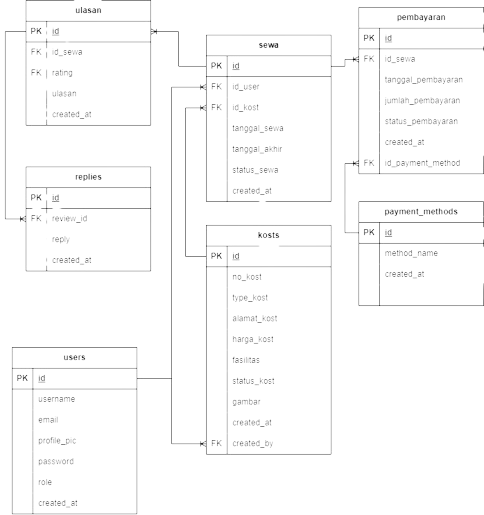 ulasan
PK id
FK id_sewa
FK rating
ulasan
created_at
replies
PK id
FK review_id
reply
created_at
users
PK id
username
email
profile_pic
password
role
created_at
sewa
PK id
FK id_user
FK id_kost
tanggal_sewa
tanggal_akhir
status_sewa
created_at
kosts
PK id
no_kost
type_kost
alamat_kost
harga_kost
fasilitas
status_kost
gambar
created_at
FK created_by
pembayaran
PK id
FK id_sewa
tanggal_pembayaran
jumlah_pembayaran
status_pembayaran
created_at
FK id_payment_method
payment_methods
PK id
method_name
created_at